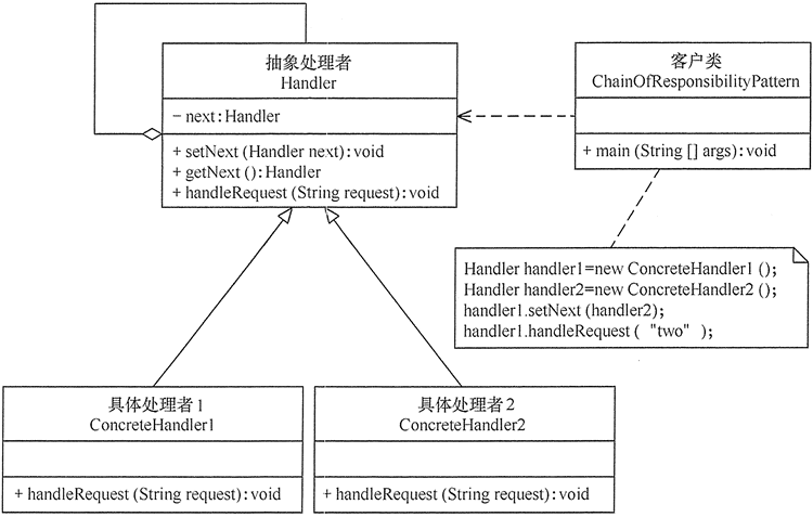 抽象处理者
Handler
- next:Handler
+ setNext (Handler next):void
+ getNext ():Handler
+ handleRequest (String request):void
客户类
ChainOfResponsibilityPattern
+ main (String [] args):void
Handler handler1=new ConcreteHandler1 ();
Handler handler2=new ConcreteHandler2 ();
handler1.setNext (handler2);
handler1.handleRequest ( "two" );
具体处理者1
ConcreteHandler1
+ handleRequest (String request):void
具体处理者2
ConcreteHandler2
+ handleRequest (String request):void